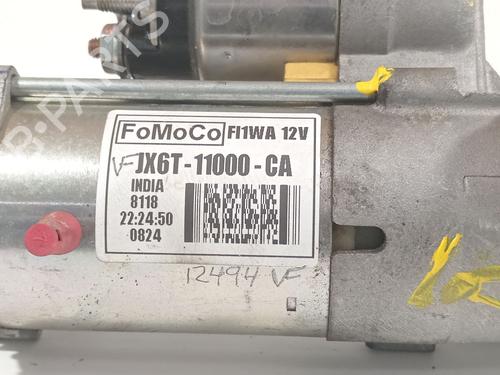 FoMoCo FI1WA 12V
VF JX6T-11000-CA
INDIA
8118
22:24:50
0824
12494 VF